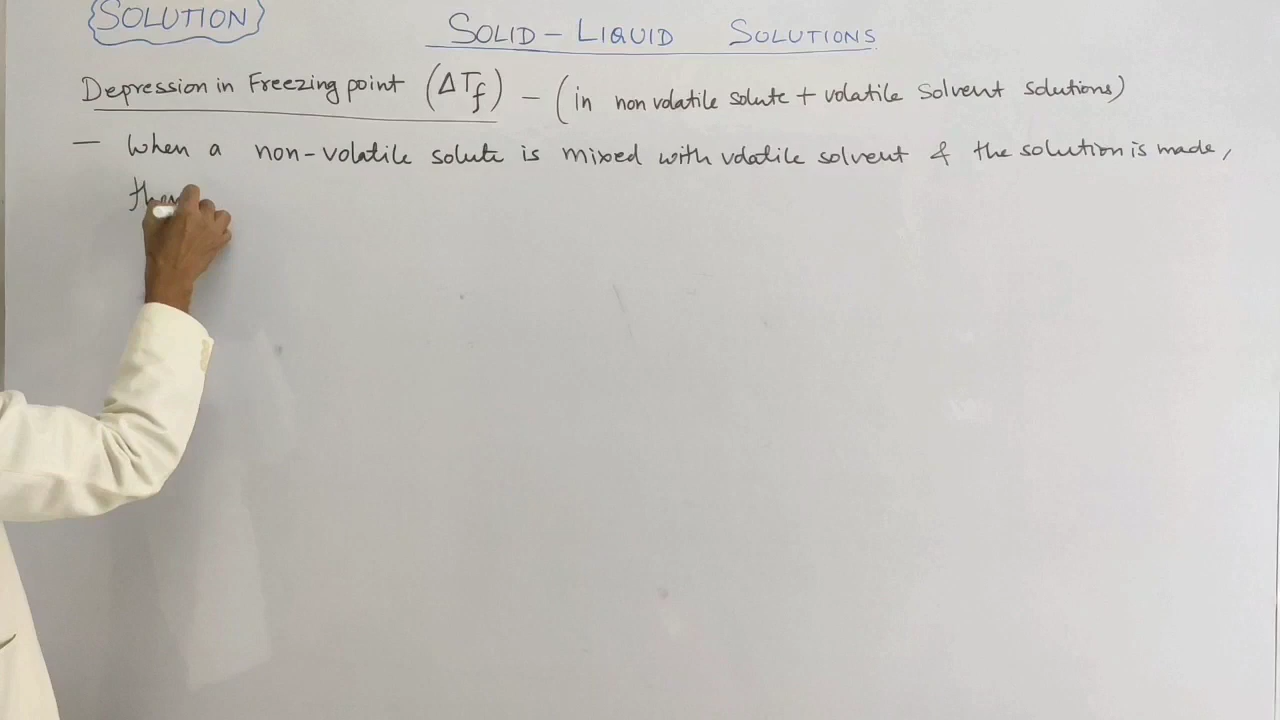 SOLUTION
SOLID - LIQUID SOLUTIONS
Depression in Freezing point (ΔTf) - (in non volatile solute + volatile solvent solutions)
- When a non-volatile solute is mixed with volatile solvent & the solution is made,